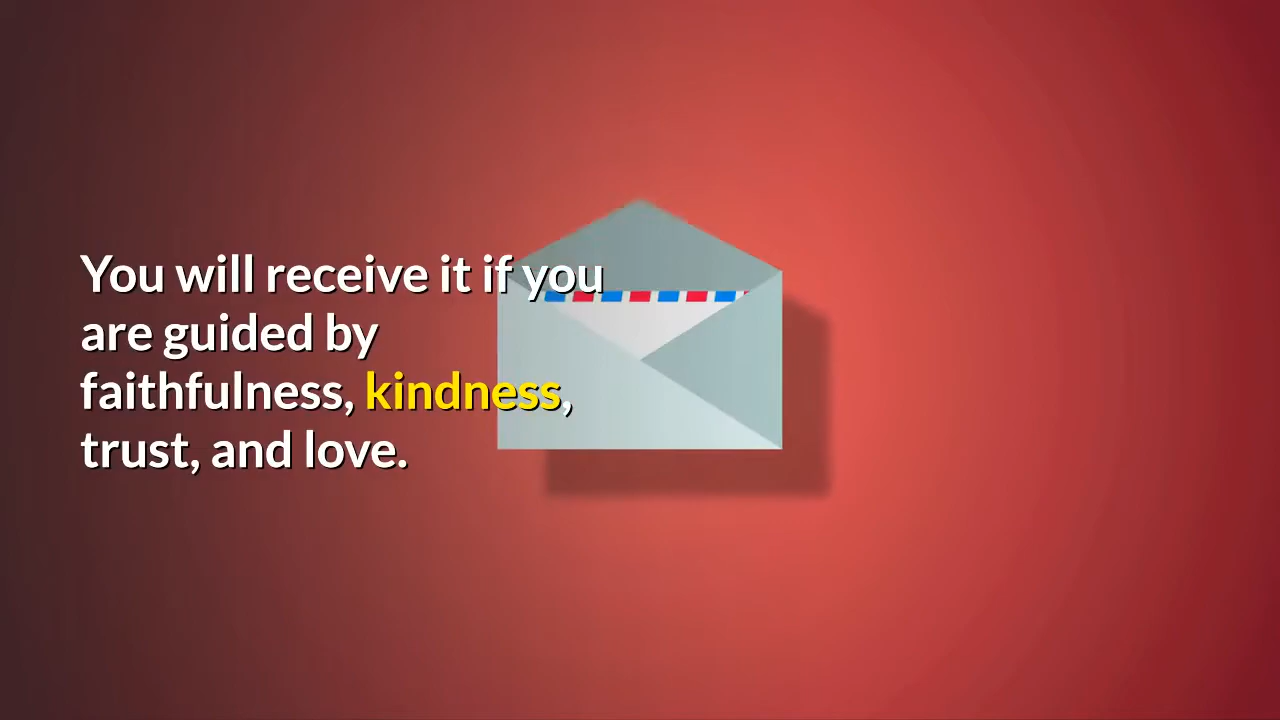 You will receive it if you
are guided by
faithfulness, kindness,
trust, and love.